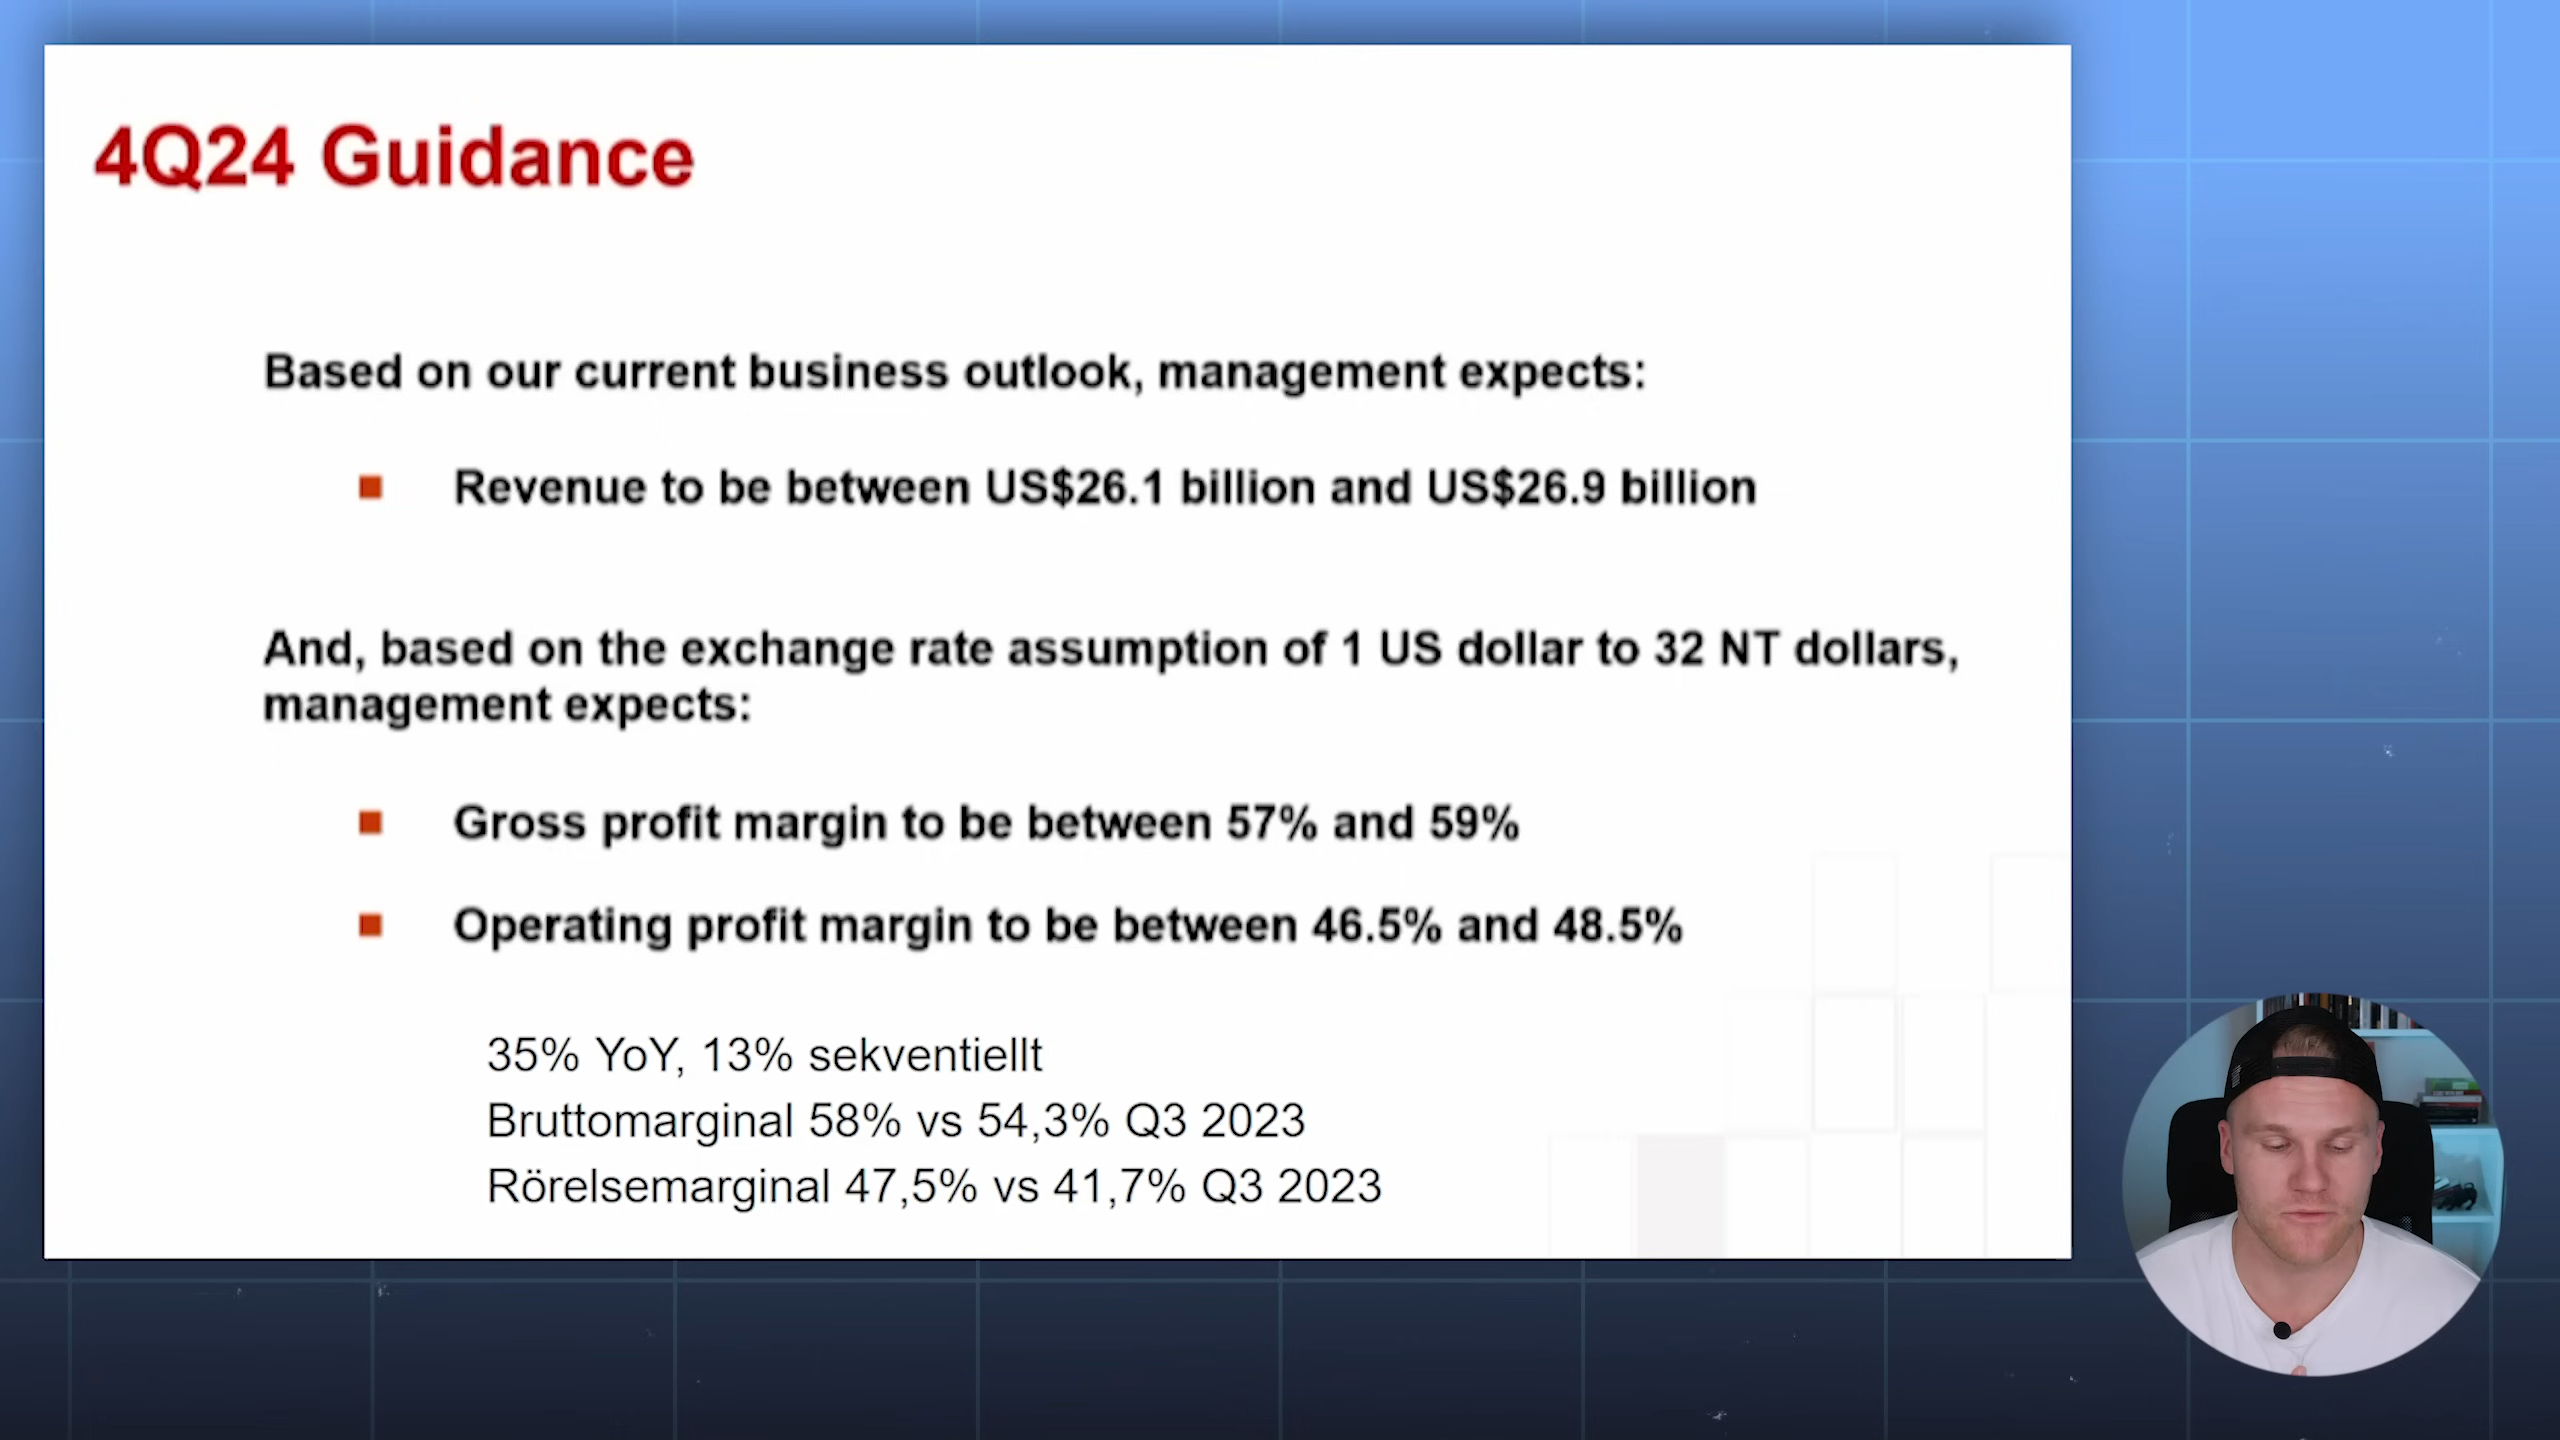 4Q24 Guidance
Based on our current business outlook, management expects:
Revenue to be between US$26.1 billion and US$26.9 billion
And, based on the exchange rate assumption of 1 US dollar to 32 NT dollars,
management expects:
Gross profit margin to be between 57% and 59%
Operating profit margin to be between 46.5% and 48.5%
35% YoY, 13% sekventiellt
Bruttomarginal 58% vs 54,3% Q3 2023
Rörelsemarginal 47,5% vs 41,7% Q3 2023